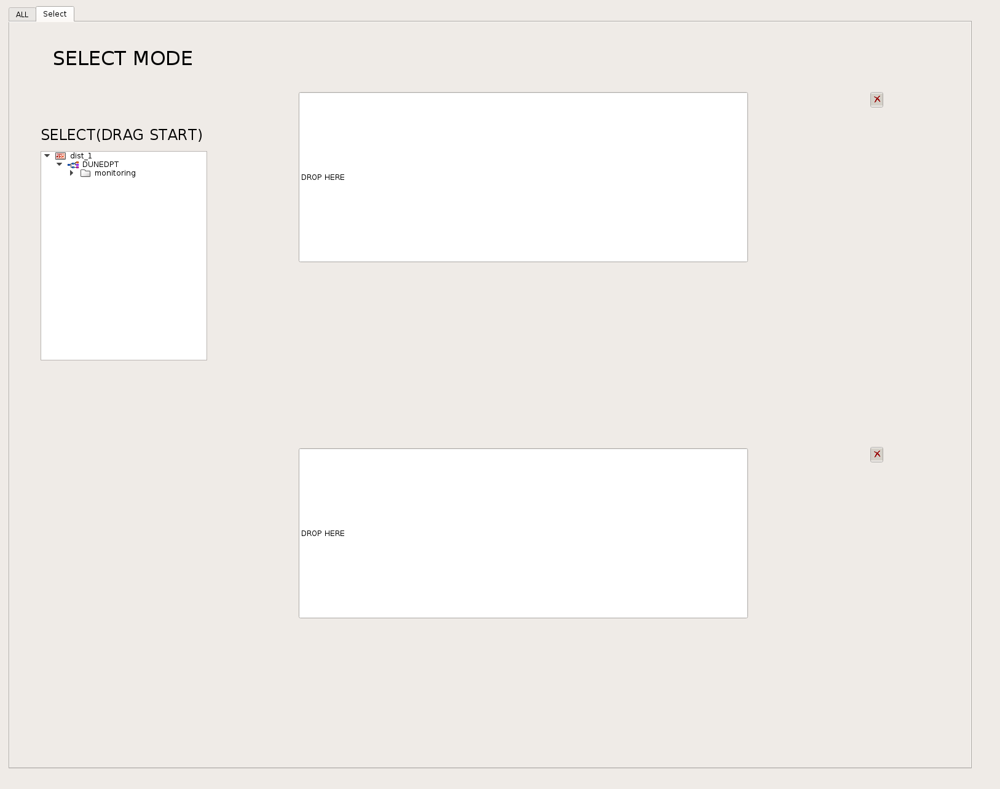 ALL
Select
SELECT MODE
SELECT(DRAG START)
dist_1
DUNEDPT
monitoring
DROP HERE
DROP HERE